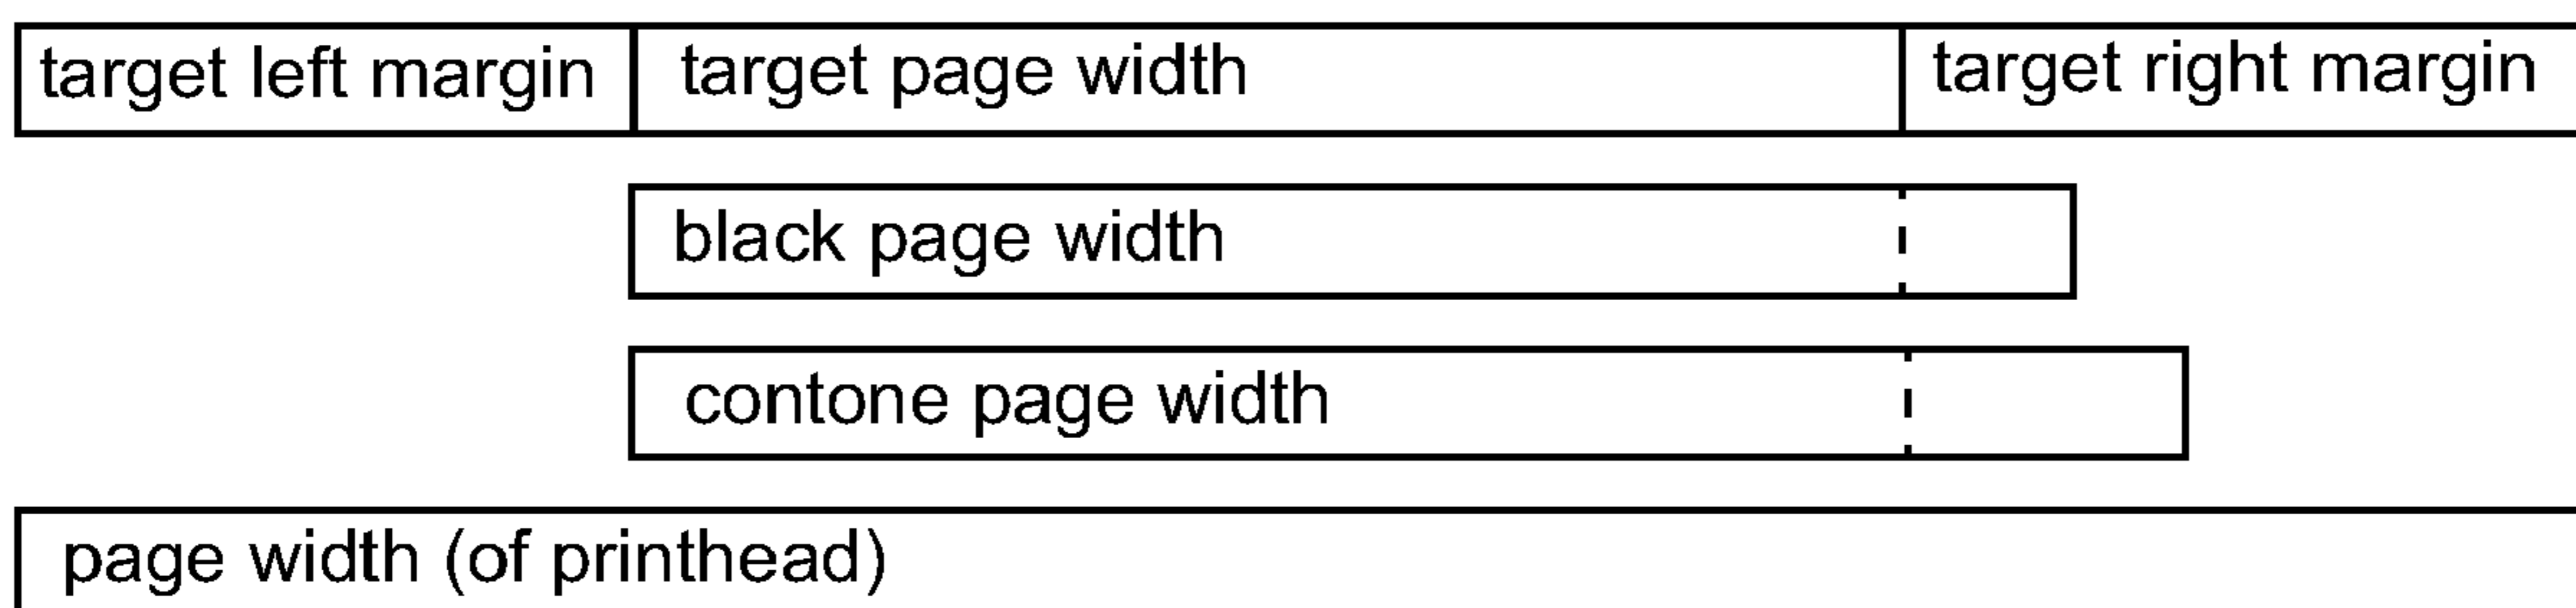 target left margin target page width target right margin
black page width
contone page width
page width (of printhead)